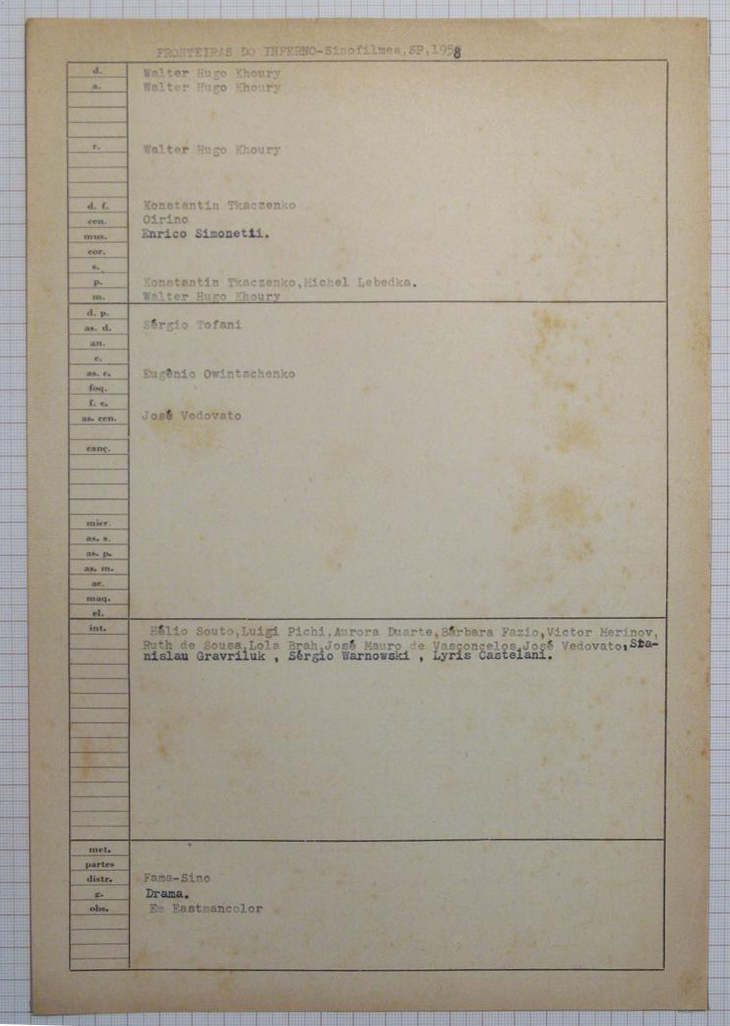 FRONTEIRAS DO INFERNO-Sinofilmes,SP,1958
d. Walter Hugo Khoury
a. Walter Hugo Khoury
r. Walter Hugo Khoury
d. f. Konstantin Tkaczenko
cen. Oirino
mus. Enrico Simonetti.
cor.
s.
p. Konstantin Tkaczenko,Michel Lebedka.
m. Walter Hugo Khoury
d. p.
as. d. Sérgio Tofani
an.
c.
as. c. Eugênio Owintschenko
foq.
f. c.
as. cen. José Vedovato
canç.
micr.
as. s.
as. p.
as. m.
ae.
maq.
el.
int. Hélio Souto,Luigi Pichi,Aurora Duarte,Bárbara Fazio,Victor Merinov,
Ruth de Sousa,Lola Brah,José Mauro de Vasconcelos,José Vedovato,Sta-
nislau Gravriluk , Sérgio Warnowski , Lyris Castelani.
met.
partes
distr. Fama-Sino
g. Drama.
obs. Em Eastmancolor